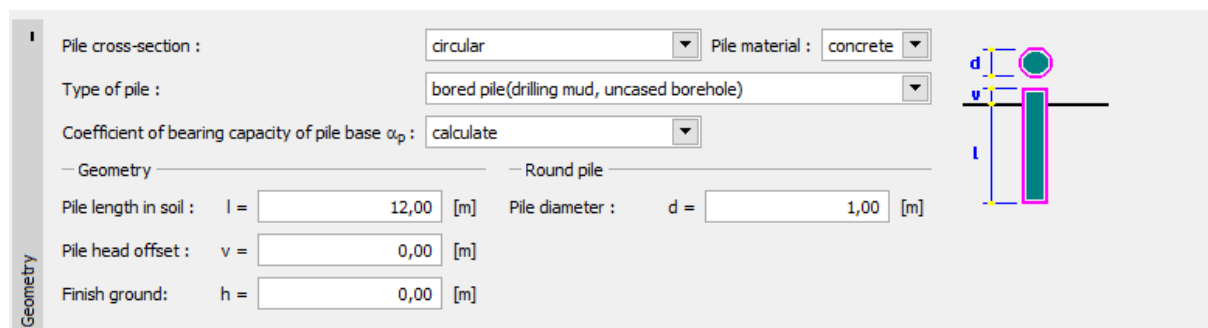 Pile cross-section : circular Pile material : concrete
Type of pile : bored pile(drilling mud, uncased borehole)
Coefficient of bearing capacity of pile base αp : calculate
Geometry Round pile
Pile length in soil : l = 12,00 [m] Pile diameter : d = 1,00 [m]
Pile head offset : v = 0,00 [m]
Finish ground: h = 0,00 [m]
Geometry
d
v
l